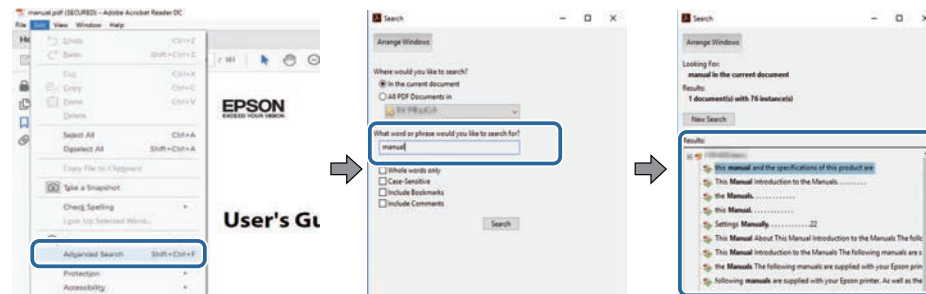 manual.pdf (SECURED) - Adobe Acrobat Reader DC
File Edit View Window Help
Undo Ctrl+Z
Redo Shift+Ctrl+Z
Cut Ctrl+X
Copy Ctrl+C
Paste Ctrl+V
Delete
Select All Ctrl+A
Deselect All Shift+Ctrl+A
Copy File to Clipboard
Take a Snapshot
Check Spelling
Look Up Selected Word...
Advanced Search Shift+Ctrl+F
Protection
Accessibility
EPSON
EXCEED YOUR VISION
User's Gu
Search
Arrange Windows
Where would you like to search?
In the current document
All PDF Documents in
What word or phrase would you like to search for?
manual
Whole words only
Case-Sensitive
Include Bookmarks
Include Comments
Search
Search
Arrange Windows
Looking For:
manual in the current document
Results:
1 document(s) with 76 instance(s)
New Search
Results:
this manual and the specifications of this product are
This Manual Introduction to the Manuals. . . . . . . . .
the Manuals. . . . . . . . . . . .
this Manual. . . . . . . . . . . .
Settings Manually. . . . . . . . . . . .22
This Manual About This Manual Introduction to the Manuals The follc
This Manual Introduction to the Manuals The following manuals are s
the Manuals The following manuals are supplied with your Epson prin
following manuals are supplied with your Epson printer. As well as the